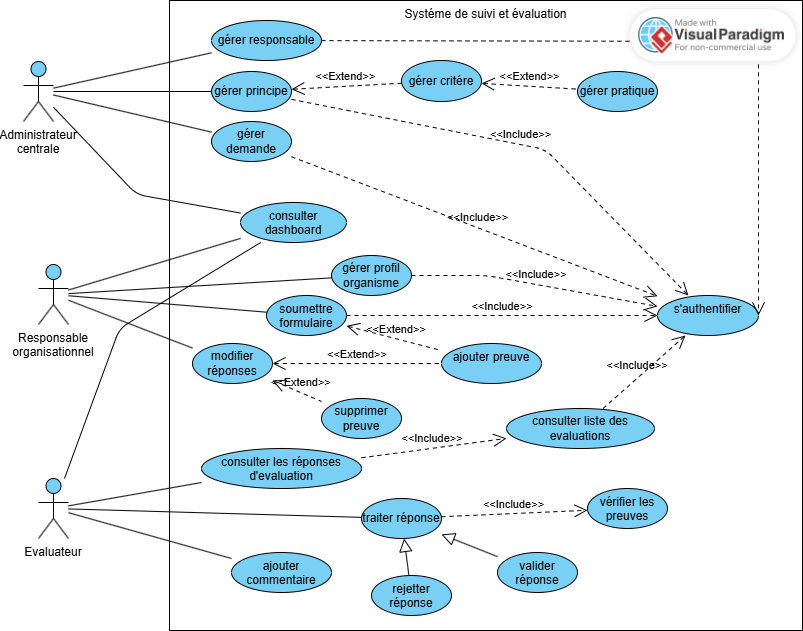 Systéme de suivi et évaluation
Made with
VisualParadigm
For non-commercial use
gérer responsable
<<Extend>>
gérer critére
<<Extend>>
gérer principe
gérer pratique
Administrateur
centrale
gérer
demande
<<Include>>
consulter
dashboard
<<Include>>
gérer profil
organisme
<<Include>>
soumettre
formulaire
<<Include>>
s'authentifier
Responsable
organisationnel
<<Extend>>
modifier
réponses
<<Extend>>
ajouter preuve
<<Extend>>
<<Include>>
supprimer
preuve
consulter liste des
evaluations
<<Include>>
consulter les réponses
d'evaluation
traiter réponse
<<Include>>
vérifier les
preuves
Evaluateur
ajouter
commentaire
valider
réponse
rejetter
réponse